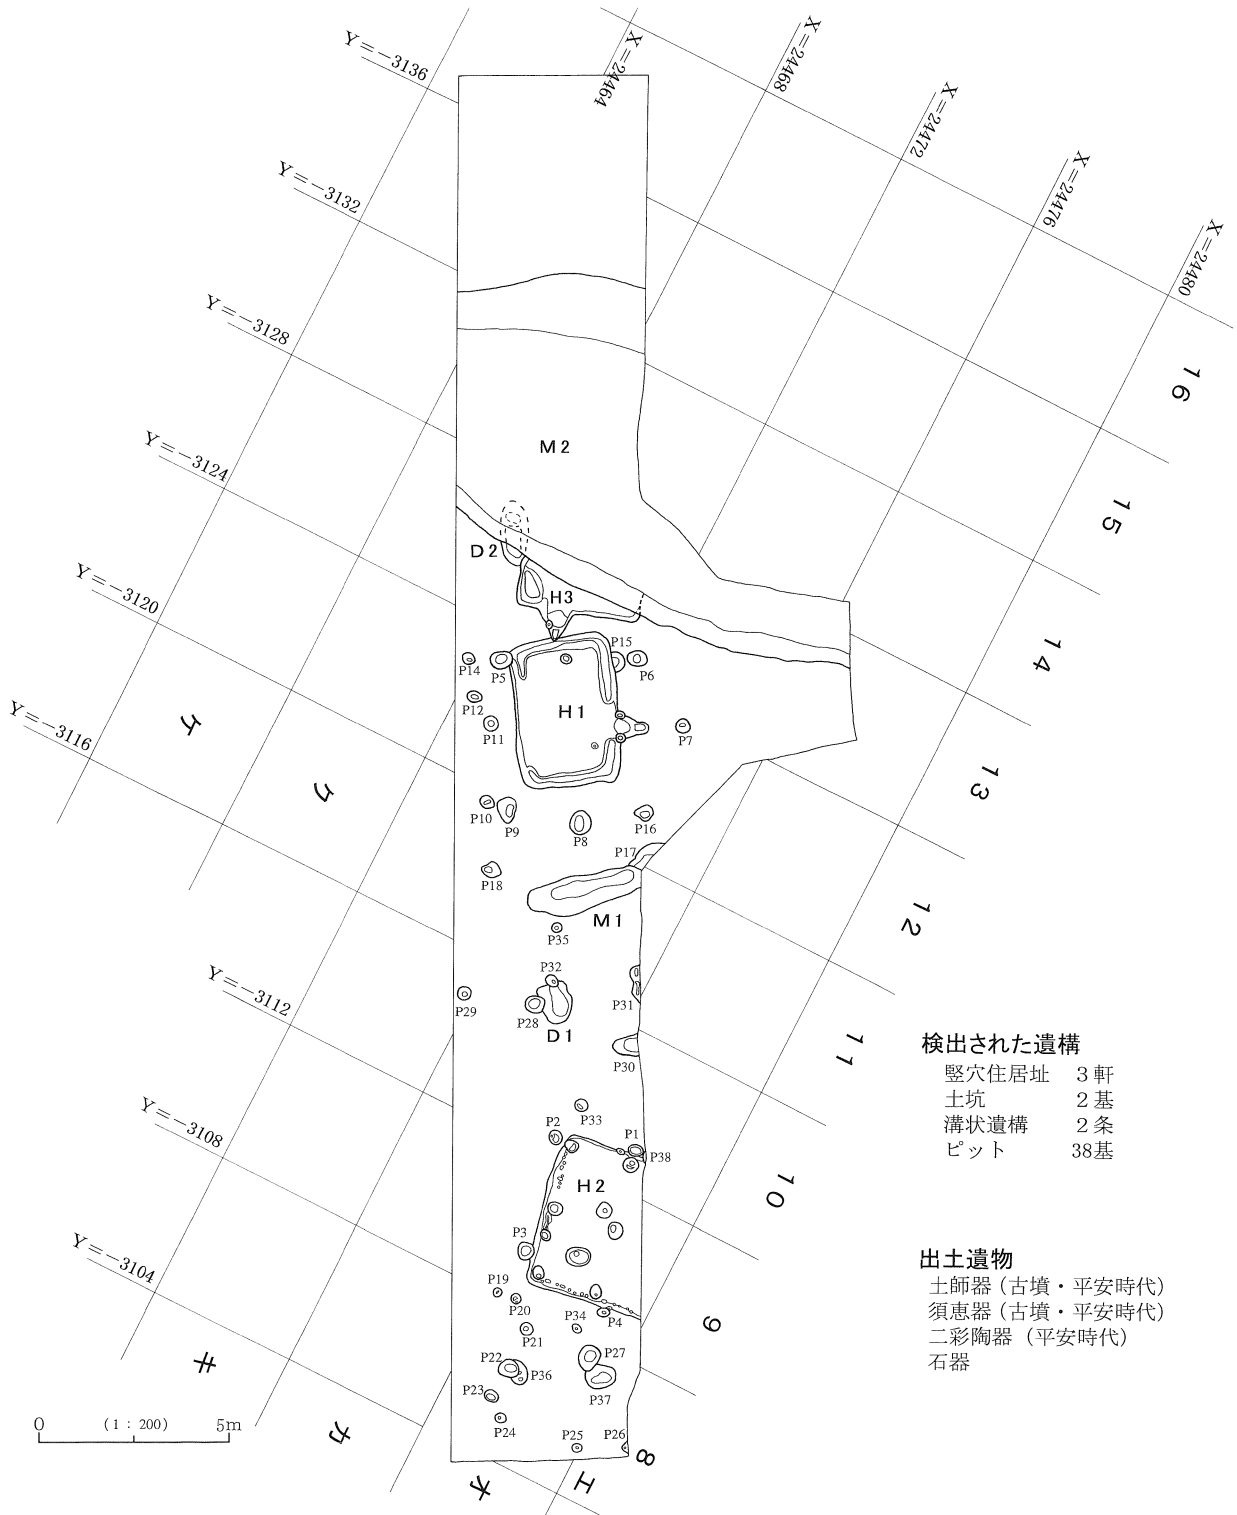 Y=-3136
X=24464
X=24468
X=24472
X=24476
X=24480
Y=-3132
Y=-3128
Y=-3124
Y=-3120
Y=-3116
Y=-3112
Y=-3108
Y=-3104
16
15
14
13
12
11
10
9
8
ケ
ク
キ
カ
オ
エ
M2
D2
H3
P15
P14
P5
P6
P12
H1
P11
P7
P10
P9
P8
P16
P17
P18
M1
P35
P32
P29
P28
P31
D1
P30
P33
P2
P1
P38
H2
P3
P19
P20
P4
P34
P21
P22
P27
P36
P23
P37
P24
P25
P26
0 (1:200) 5m
検出された遺構
竪穴住居址 3軒
土坑 2基
溝状遺構 2条
ピット 38基
出土遺物
土師器(古墳・平安時代)
須恵器(古墳・平安時代)
二彩陶器(平安時代)
石器